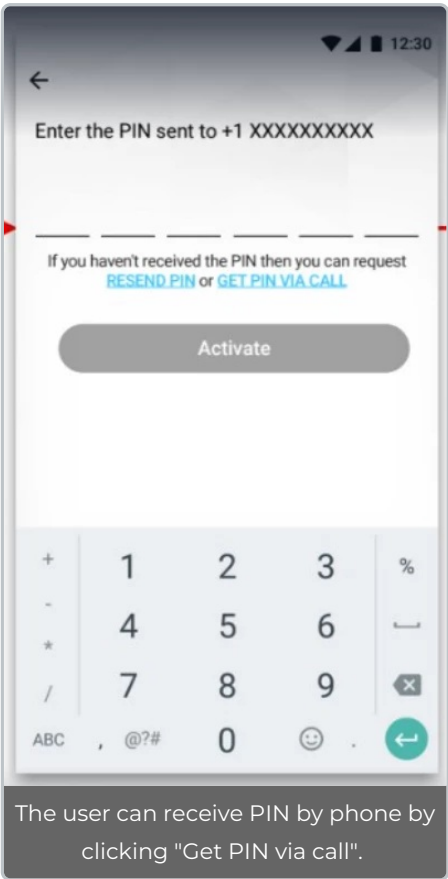 12:30
Enter the PIN sent to +1 XXXXXXXXXX
If you haven't received the PIN then you can request
RESEND PIN or GET PIN VIA CALL
Activate
+ 1 2 3 %
- 4 5 6
* 7 8 9
/
ABC , @?# 0 .
The user can receive PIN by phone by
clicking "Get PIN via call".